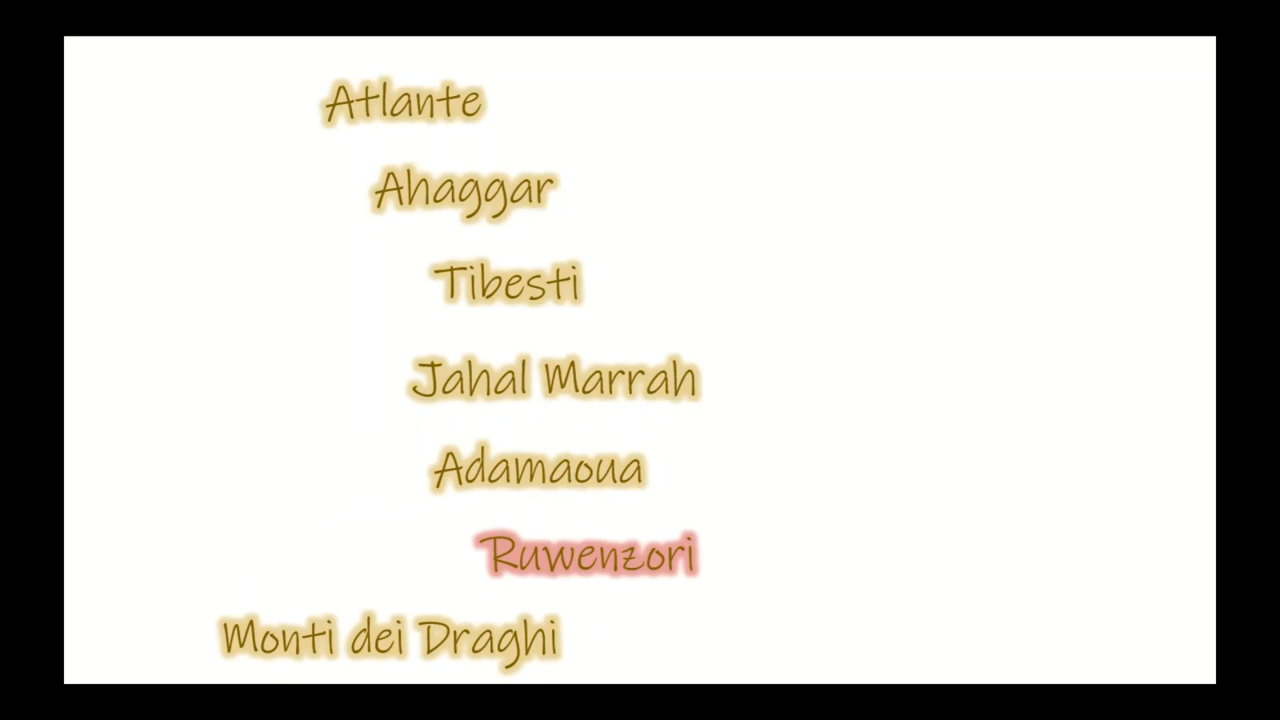 Atlante
Ahaggar
Tibesti
Jahal Marrah
Adamaoua
Ruwenzori
Monti dei Draghi